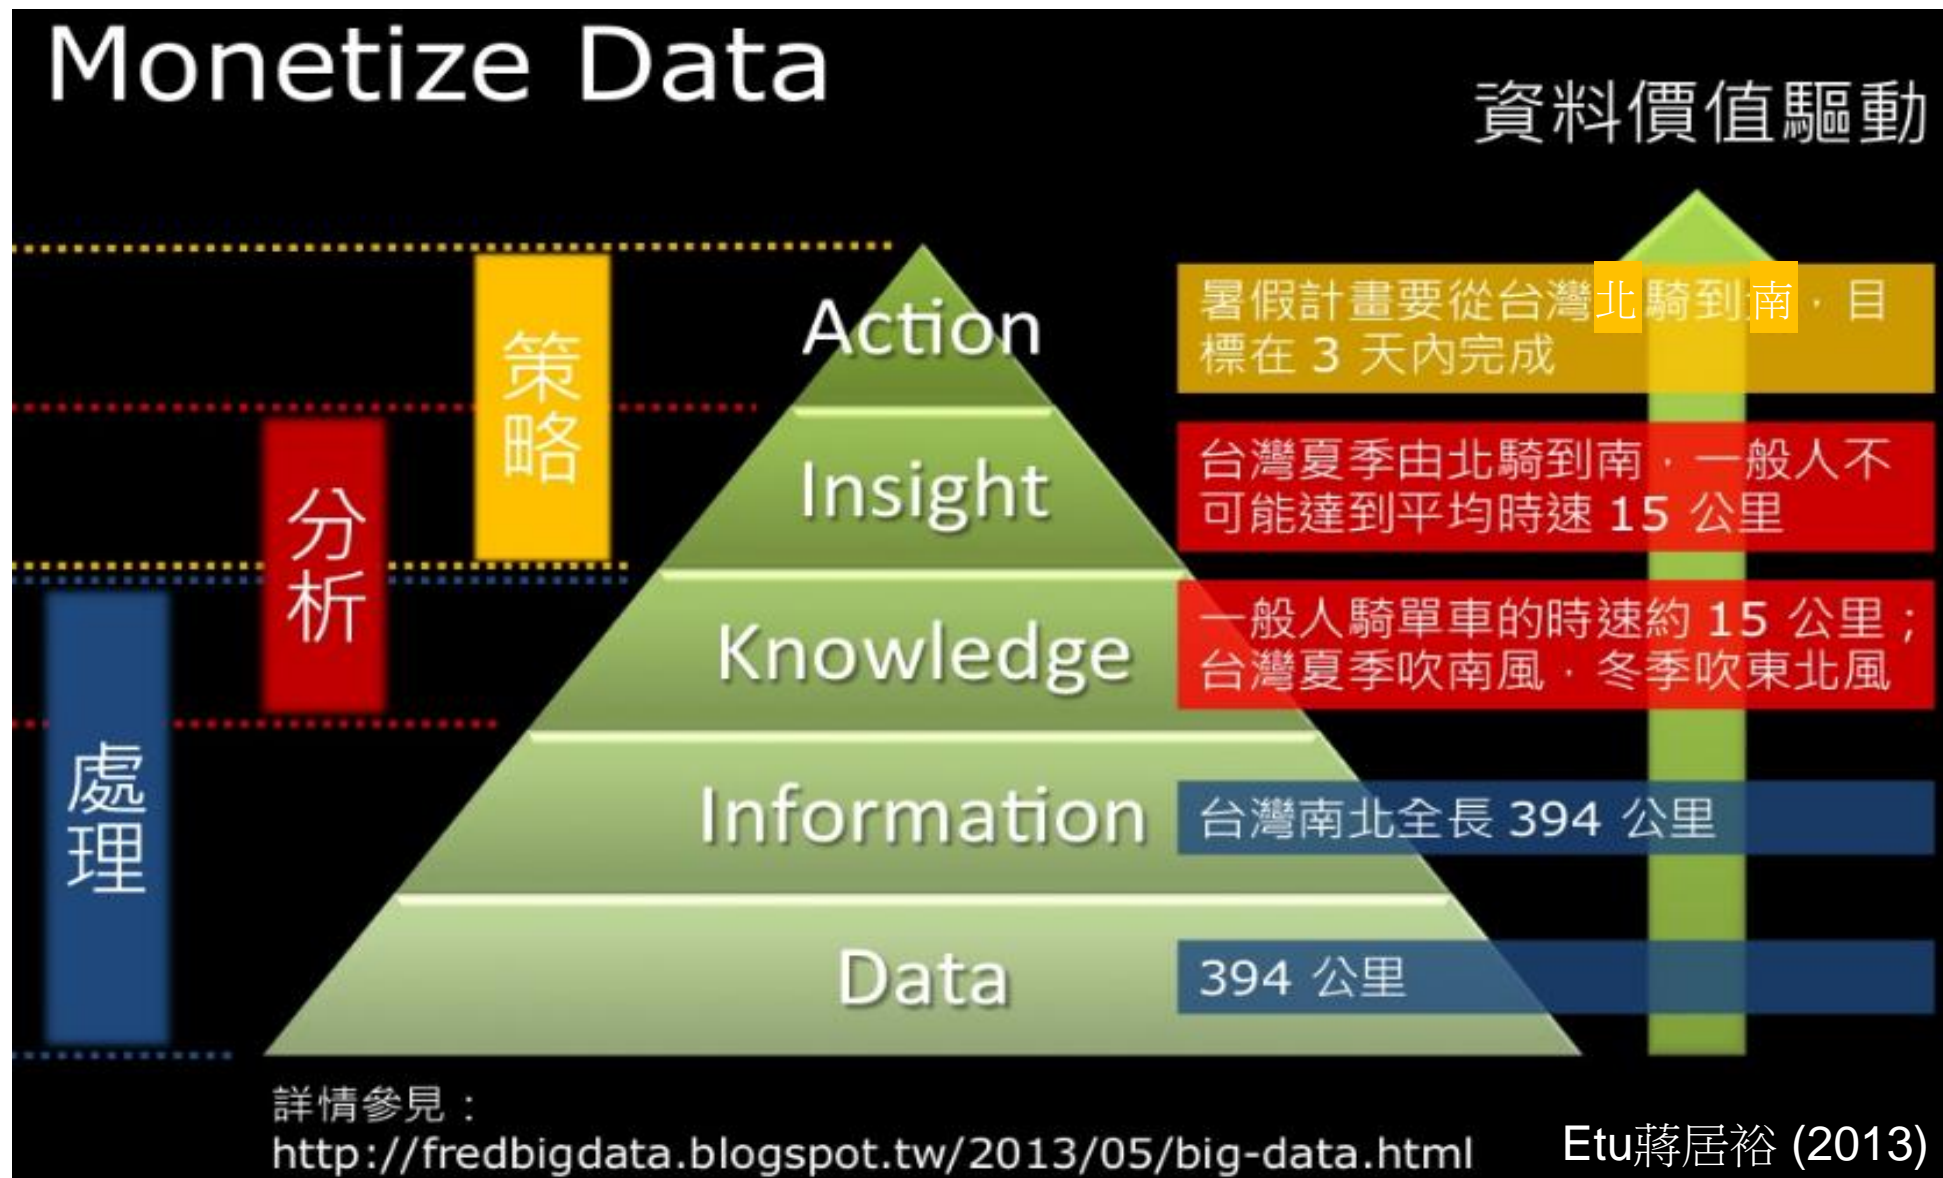 Monetize Data
資料價值驅動
策略
分析
處理
Action
暑假計畫要從台灣北騎到南，目
標在 3 天內完成
Insight
台灣夏季由北騎到南，一般人不
可能達到平均時速 15 公里
Knowledge
一般人騎單車的時速約 15 公里；
台灣夏季吹南風，冬季吹東北風
Information
台灣南北全長 394 公里
Data
394 公里
詳情參見：
http://fredbigdata.blogspot.tw/2013/05/big-data.html
Etu蔣居裕 (2013)